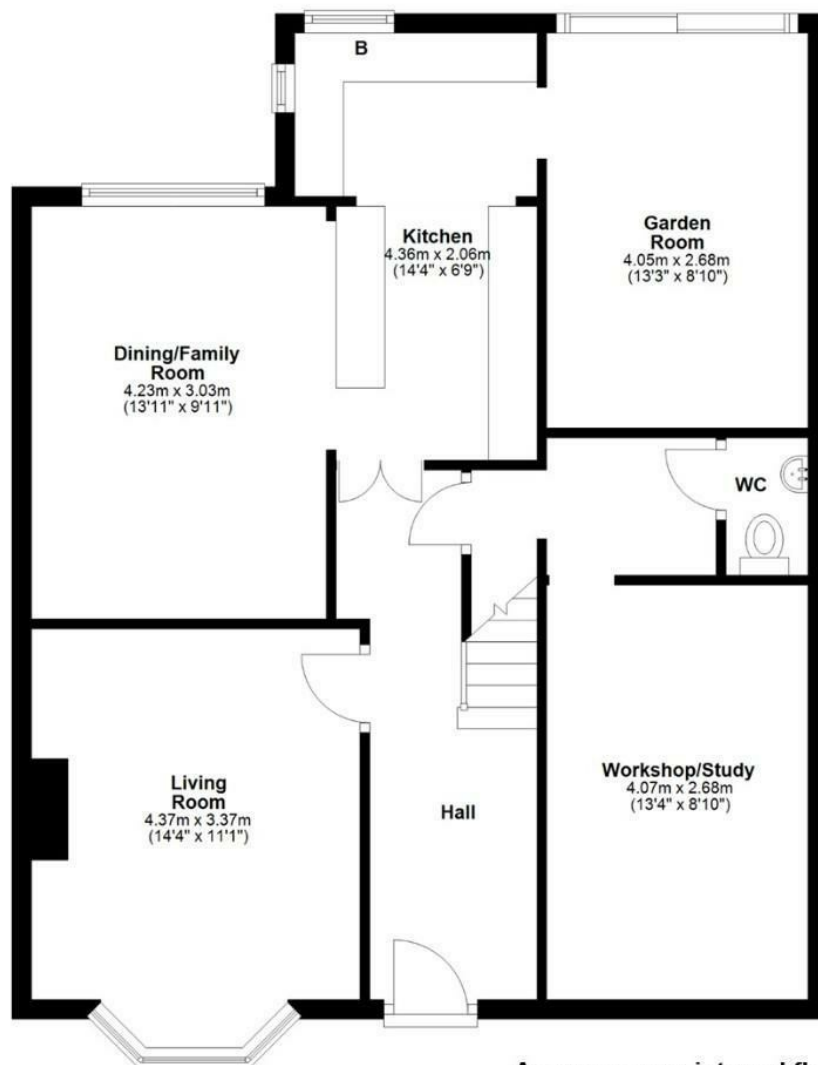 B
Kitchen
4.36m x 2.06m
(14'4" x 6'9")
Garden
Room
4.05m x 2.68m
(13'3" x 8'10")
Dining/Family
Room
4.23m x 3.03m
(13'11" x 9'11")
WC
Living
Room
4.37m x 3.37m
(14'4" x 11'1")
Hall
Workshop/Study
4.07m x 2.68m
(13'4" x 8'10")